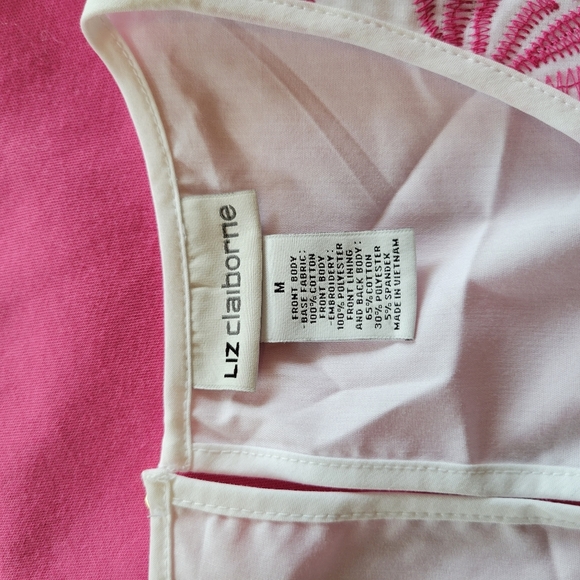 LIZ claiborne
M
FRONT BODY
- BASE FABRIC:
100% COTTON
FRONT BODY
- EMBROIDERY:
100% POLYESTER
FRONT LINING
AND BACK BODY:
65% COTTON
30% POLYESTER
5% SPANDEX
MADE IN VIETNAM